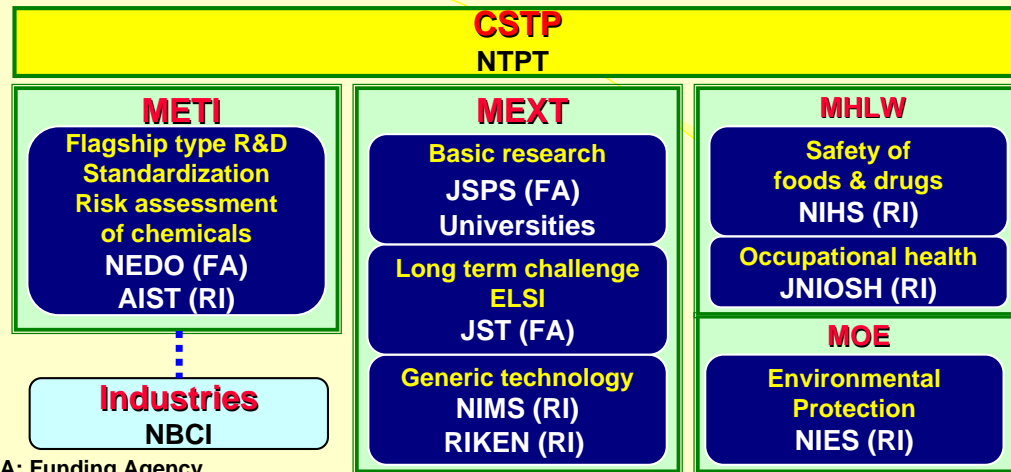 CSTP
NTPT
METI
Flagship type R&D
Standardization
Risk assessment
of chemicals
NEDO (FA)
AIST (RI)
Industries
NBCI
MEXT
Basic research
JSPS (FA)
Universities
Long term challenge
ELSI
JST (FA)
Generic technology
NIMS (RI)
RIKEN (RI)
MHLW
Safety of
foods & drugs
NIHS (RI)
Occupational health
JNIOSH (RI)
MOE
Environmental
Protection
NIES (RI)
A: Funding Agency